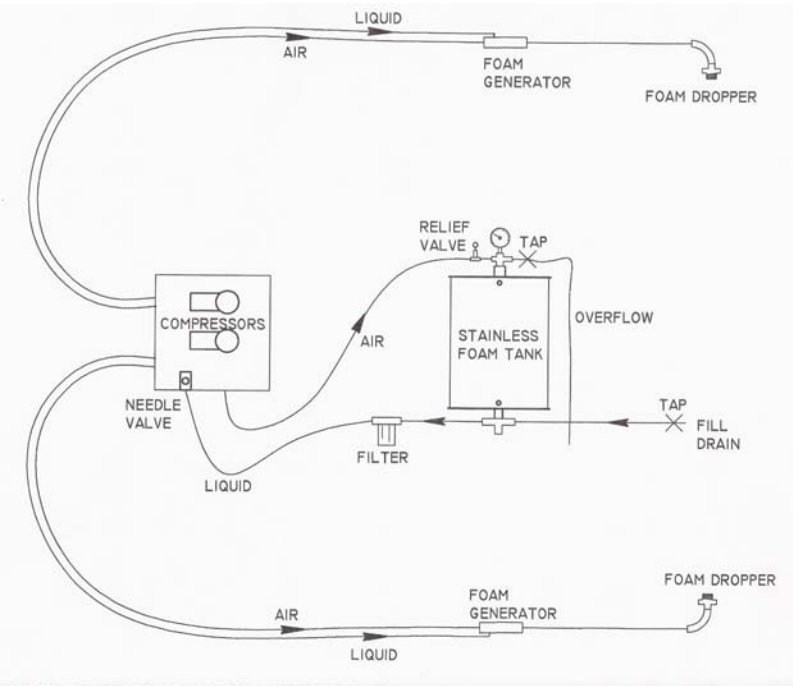 LIQUID
AIR
FOAM
GENERATOR
FOAM DROPPER
RELIEF
VALVE
TAP
COMPRESSORS
STAINLESS
FOAM TANK
OVERFLOW
AIR
NEEDLE
VALVE
TAP
FILL
DRAIN
FILTER
LIQUID
FOAM DROPPER
FOAM
GENERATOR
AIR
LIQUID